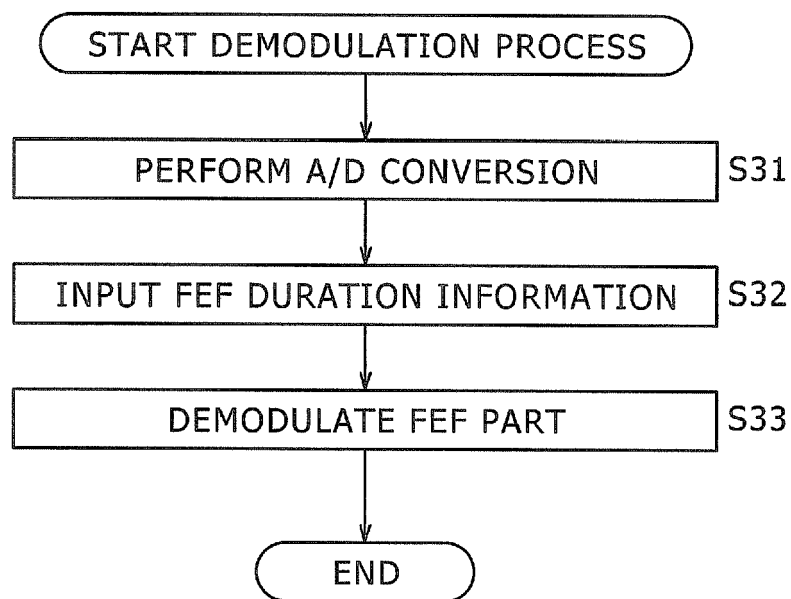 START DEMODULATION PROCESS
PERFORM A/D CONVERSION S31
INPUT FEF DURATION INFORMATION S32
DEMODULATE FEF PART S33
END